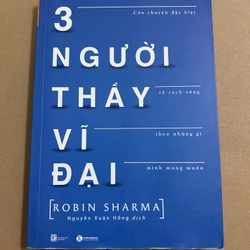 Câu chuyện đặc biệt
3
NGƯỜI
THẦY
về cách sống
VĨ
theo những gì
ĐẠI
mình mong muốn
[ROBIN SHARMA]
Nguyễn Xuân Hồng dịch